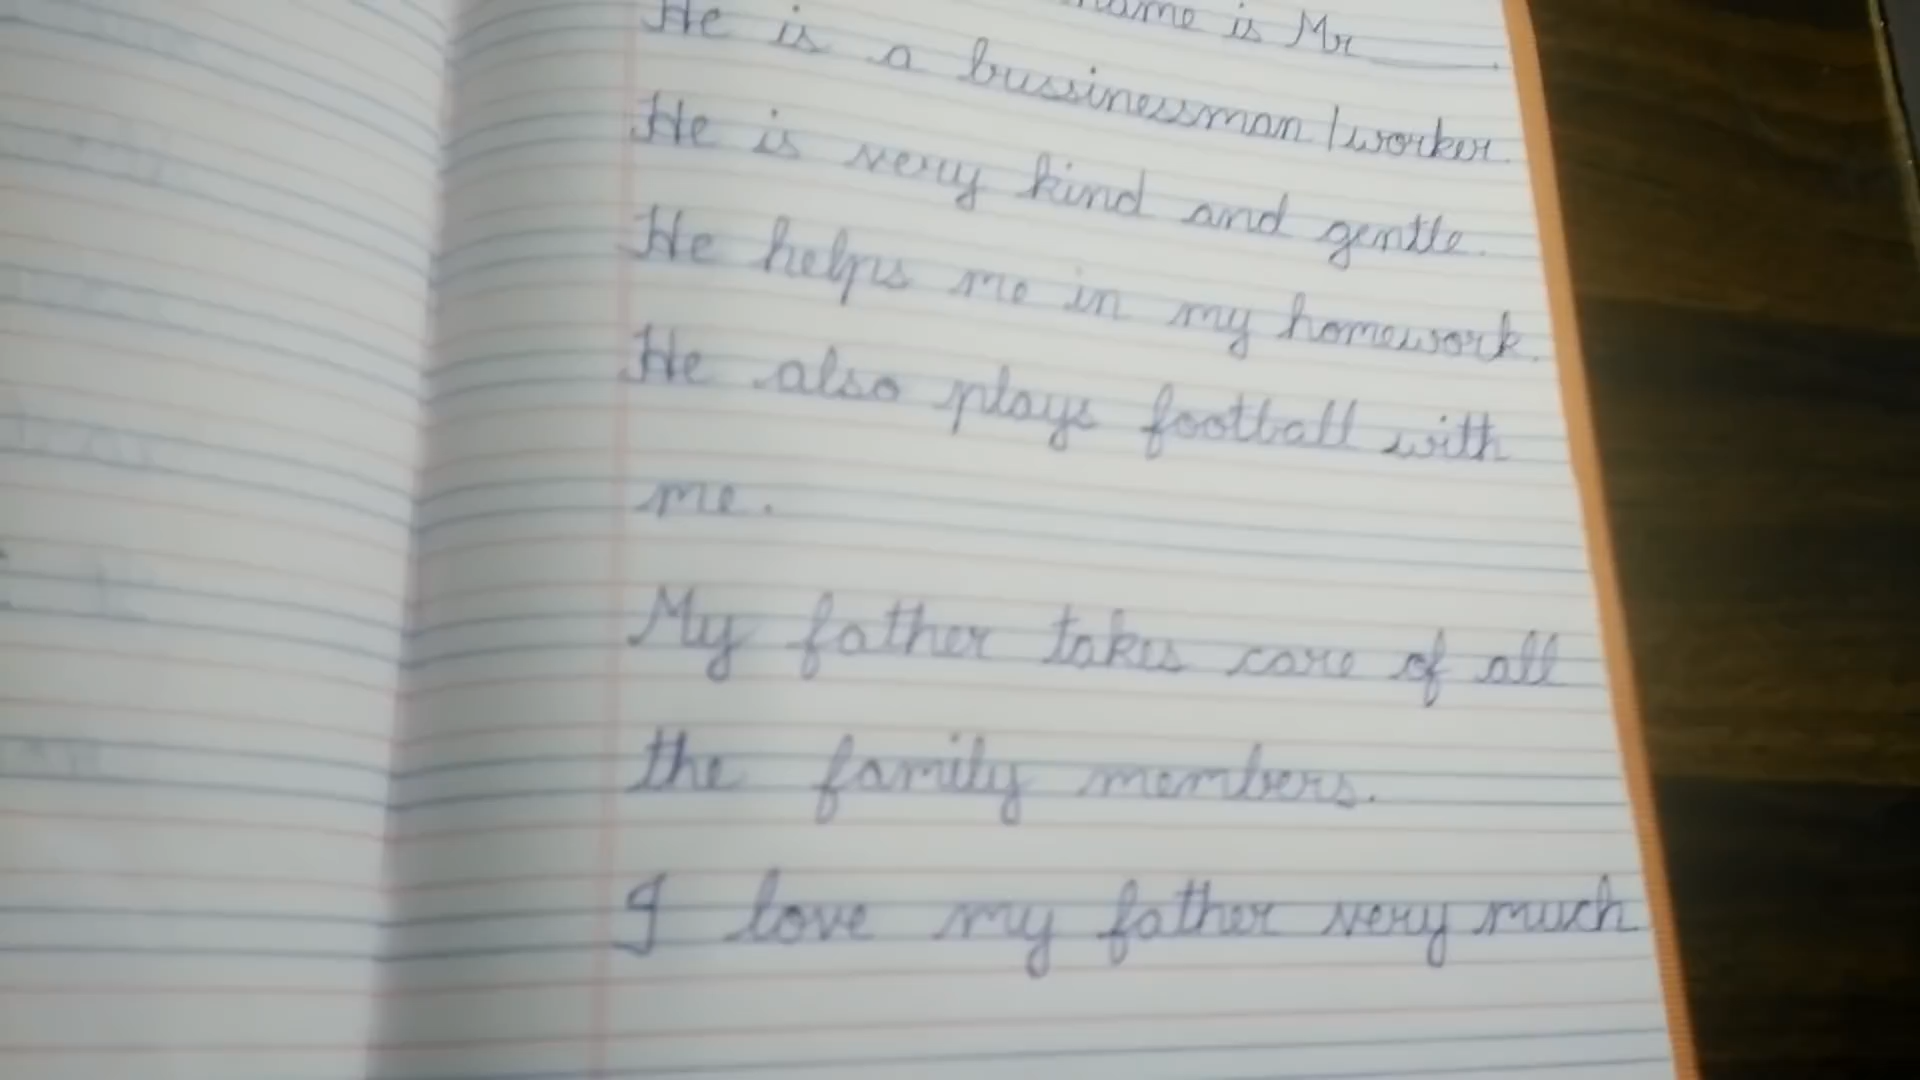 name is Mr ____.
He is a bussinessman / worker.
He is very kind and gentle.
He helps me in my homework.
He also plays football with
me.
My father takes care of all
the family members.
I love my father very much